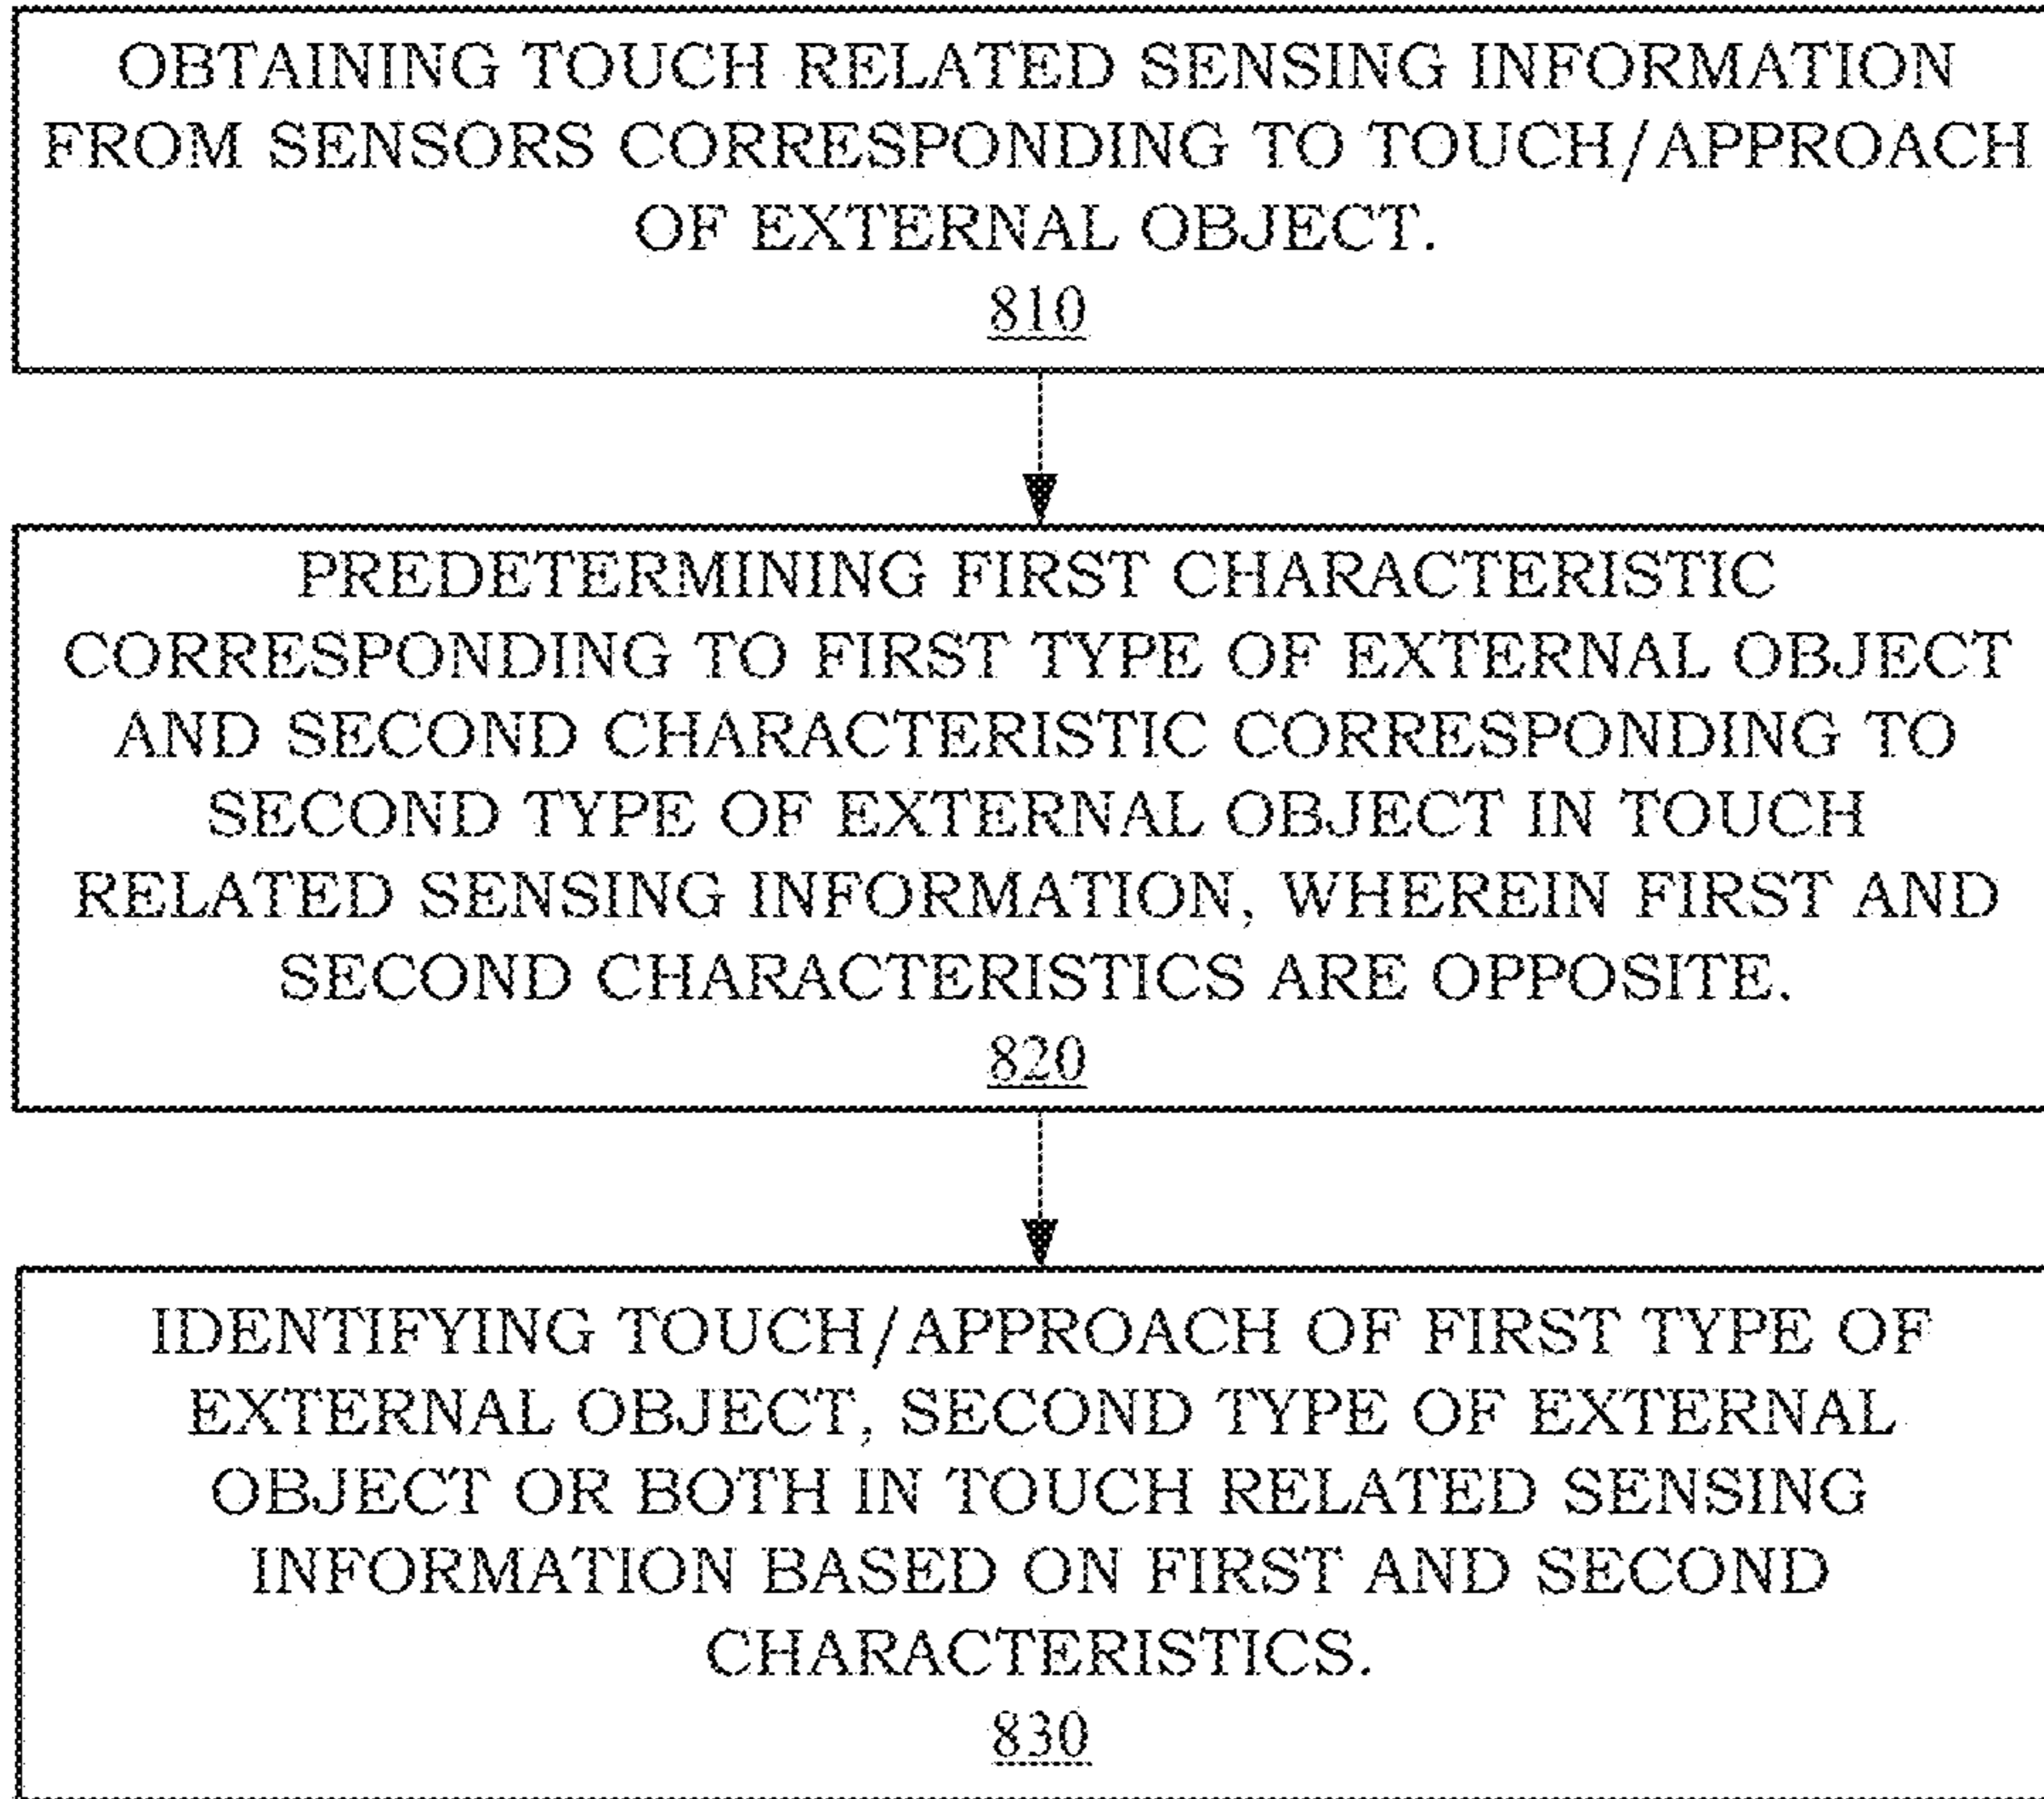 OBTAINING TOUCH RELATED SENSING INFORMATION
FROM SENSORS CORRESPONDING TO TOUCH/APPROACH
OF EXTERNAL OBJECT.
810
PREDETERMINING FIRST CHARACTERISTIC
CORRESPONDING TO FIRST TYPE OF EXTERNAL OBJECT
AND SECOND CHARACTERISTIC CORRESPONDING TO
SECOND TYPE OF EXTERNAL OBJECT IN TOUCH
RELATED SENSING INFORMATION, WHEREIN FIRST AND
SECOND CHARACTERISTICS ARE OPPOSITE.
820
IDENTIFYING TOUCH/APPROACH OF FIRST TYPE OF
EXTERNAL OBJECT, SECOND TYPE OF EXTERNAL
OBJECT OR BOTH IN TOUCH RELATED SENSING
INFORMATION BASED ON FIRST AND SECOND
CHARACTERISTICS.
830